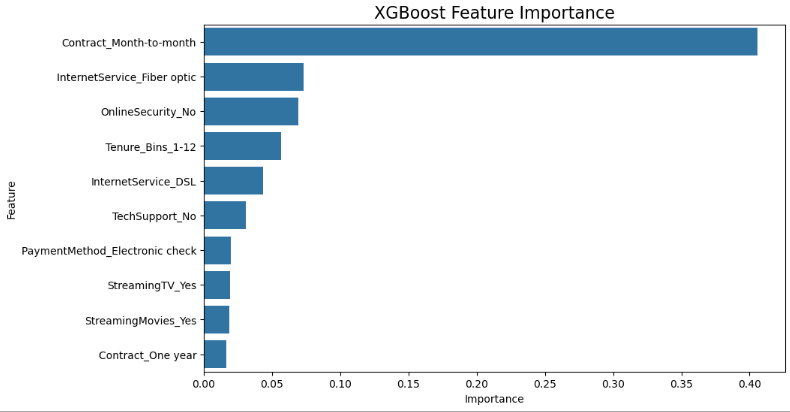 XGBoost Feature Importance
Contract_Month-to-month
InternetService_Fiber optic
OnlineSecurity_No
Tenure_Bins_1-12
InternetService_DSL
TechSupport_No
PaymentMethod_Electronic check
StreamingTV_Yes
StreamingMovies_Yes
Contract_One year
Feature
0.00 0.05 0.10 0.15 0.20 0.25 0.30 0.35 0.40
Importance